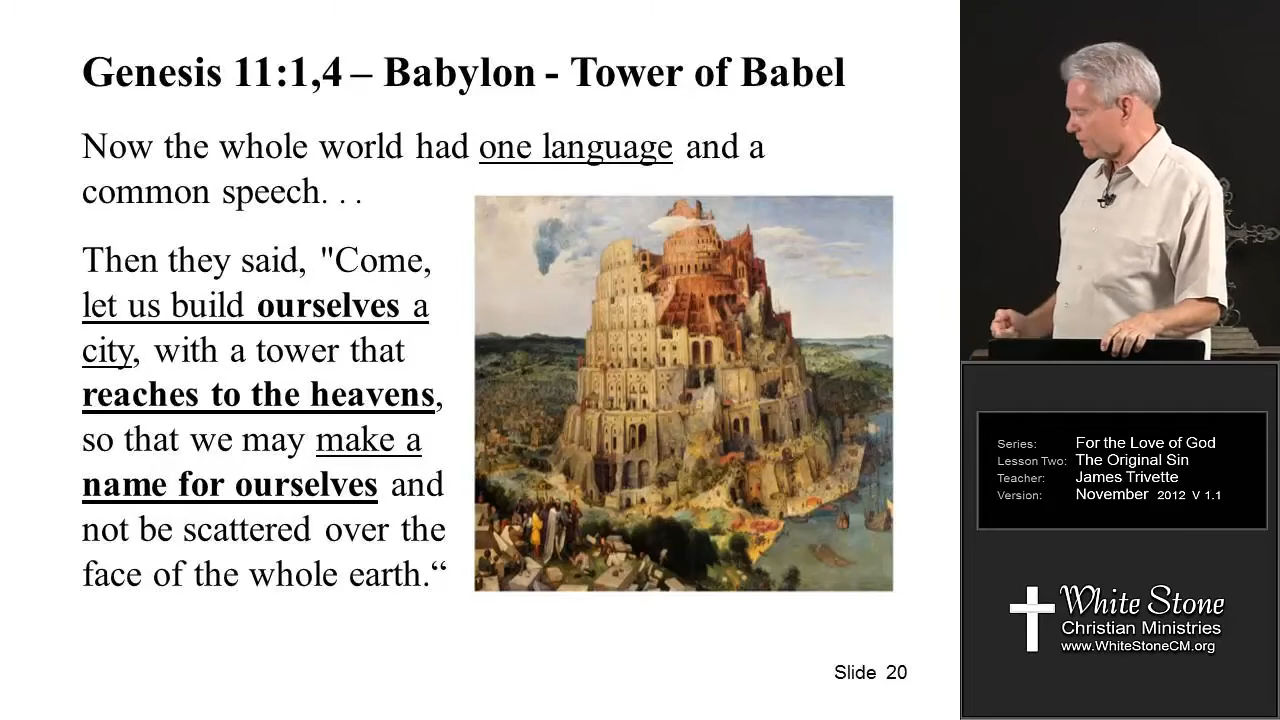 Genesis 11:1,4 – Babylon - Tower of Babel
Now the whole world had one language and a
common speech. . .
Then they said, "Come,
let us build ourselves a
city, with a tower that
reaches to the heavens,
so that we may make a
name for ourselves and
not be scattered over the
face of the whole earth.“
Slide 20
Series: For the Love of God
Lesson Two: The Original Sin
Teacher: James Trivette
Version: November 2012 V 1.1
White Stone
Christian Ministries
www.WhiteStoneCM.org